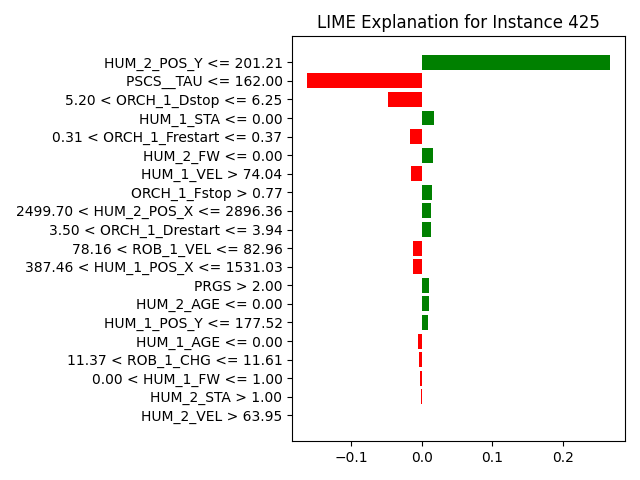 LIME Explanation for Instance 425
HUM_2_POS_Y <= 201.21
PSCS__TAU <= 162.00
5.20 < ORCH_1_Dstop <= 6.25
HUM_1_STA <= 0.00
0.31 < ORCH_1_Frestart <= 0.37
HUM_2_FW <= 0.00
HUM_1_VEL > 74.04
ORCH_1_Fstop > 0.77
2499.70 < HUM_2_POS_X <= 2896.36
3.50 < ORCH_1_Drestart <= 3.94
78.16 < ROB_1_VEL <= 82.96
387.46 < HUM_1_POS_X <= 1531.03
PRGS > 2.00
HUM_2_AGE <= 0.00
HUM_1_POS_Y <= 177.52
HUM_1_AGE <= 0.00
11.37 < ROB_1_CHG <= 11.61
0.00 < HUM_1_FW <= 1.00
HUM_2_STA > 1.00
HUM_2_VEL > 63.95
−0.1 0.0 0.1 0.2